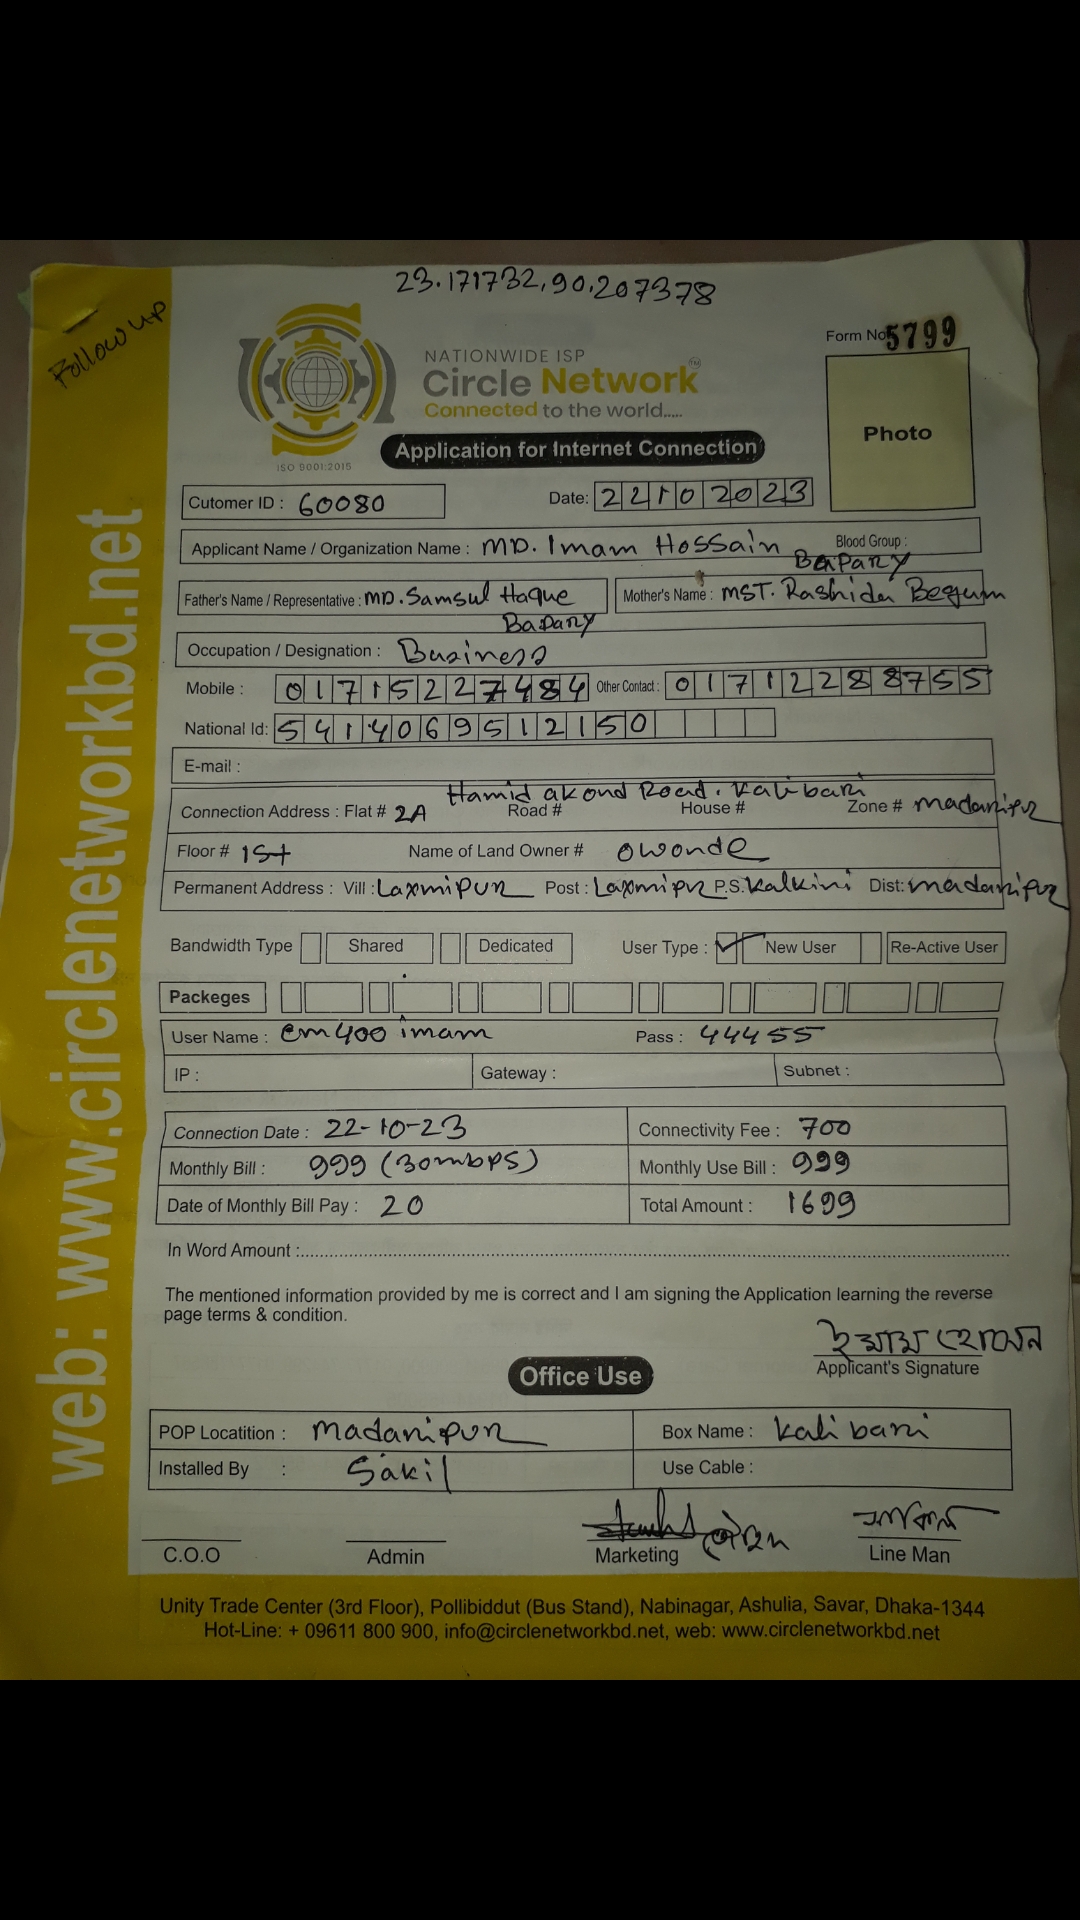 23.171732,90.207378
Follow up
Form No 5799
NATIONWIDE ISP
Circle Network TM
Connected to the world.....
ISO 9001:2015
Application for Internet Connection
Photo
Cutomer ID : 60080
Date: 22102023
Applicant Name / Organization Name : MD. Imam Hossain Bapary
Blood Group :
Father's Name / Representative : MD. Samsul Haque Bapary
Mother's Name : MST. Rashida Begum
Occupation / Designation : Business
Mobile : 01715227484 Other Contact : 01712288755
National Id: 5414069512150
E-mail :
Hamid akond Road. Kalibari
Connection Address : Flat # 2A Road # House # Zone # madaripur
Floor # 1st Name of Land Owner # owonde
Permanent Address : Vill : Laxmipur Post : Laxmipur P.S. Kalkini Dist: madaripur
Bandwidth Type Shared Dedicated User Type : ✓ New User Re-Active User
Packeges
User Name : em400 imam Pass : 44455
IP : Gateway : Subnet :
Connection Date : 22-10-23 Connectivity Fee : 700
Monthly Bill : 999 (30mbps) Monthly Use Bill : 999
Date of Monthly Bill Pay : 20 Total Amount : 1699
In Word Amount :
The mentioned information provided by me is correct and I am signing the Application learning the reverse
page terms & condition.
ইমাম হোসেন
Applicant's Signature
Office Use
POP Locatition : madaripur Box Name : Kalibari
Installed By : Sakil Use Cable :
C.O.O Admin Marketing Line Man
Unity Trade Center (3rd Floor), Pollibiddut (Bus Stand), Nabinagar, Ashulia, Savar, Dhaka-1344
Hot-Line: + 09611 800 900, info@circlenetworkbd.net, web: www.circlenetworkbd.net
web: www.circlenetworkbd.net